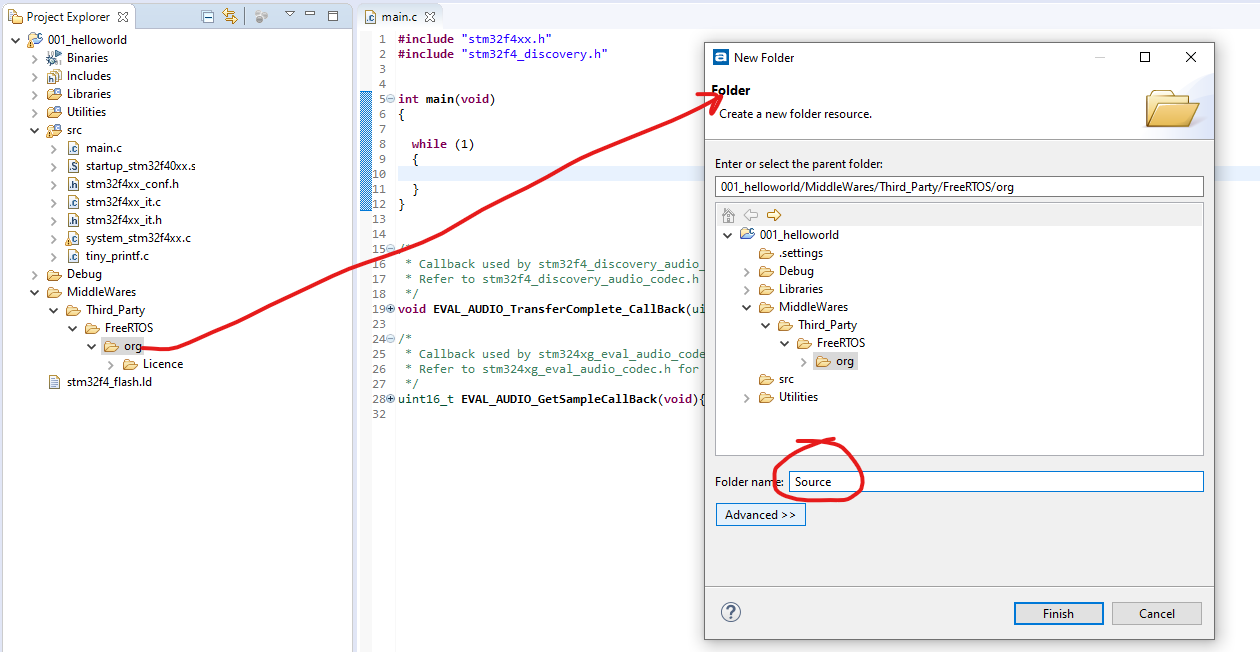 Project Explorer
001_helloworld
Binaries
Includes
Libraries
Utilities
src
main.c
startup_stm32f40xx.s
stm32f4xx_conf.h
stm32f4xx_it.c
stm32f4xx_it.h
system_stm32f4xx.c
tiny_printf.c
Debug
MiddleWares
Third_Party
FreeRTOS
org
Licence
stm32f4_flash.ld
main.c
1 #include "stm32f4xx.h"
2 #include "stm32f4_discovery.h"
3
4
5 int main(void)
6 {
7
8 while (1)
9 {
10
11 }
12 }
13
14
15 /*
16 * Callback used by stm32f4_discovery_audio_
17 * Refer to stm32f4_discovery_audio_codec.h
18 */
19 void EVAL_AUDIO_TransferComplete_CallBack(ui
23
24 /*
25 * Callback used by stm324xg_eval_audio_code
26 * Refer to stm324xg_eval_audio_codec.h for
27 */
28 uint16_t EVAL_AUDIO_GetSampleCallBack(void){
32
New Folder
Folder
Create a new folder resource.
Enter or select the parent folder:
001_helloworld/MiddleWares/Third_Party/FreeRTOS/org
001_helloworld
.settings
Debug
Libraries
MiddleWares
Third_Party
FreeRTOS
org
src
Utilities
Folder name: Source
Advanced >>
Finish Cancel